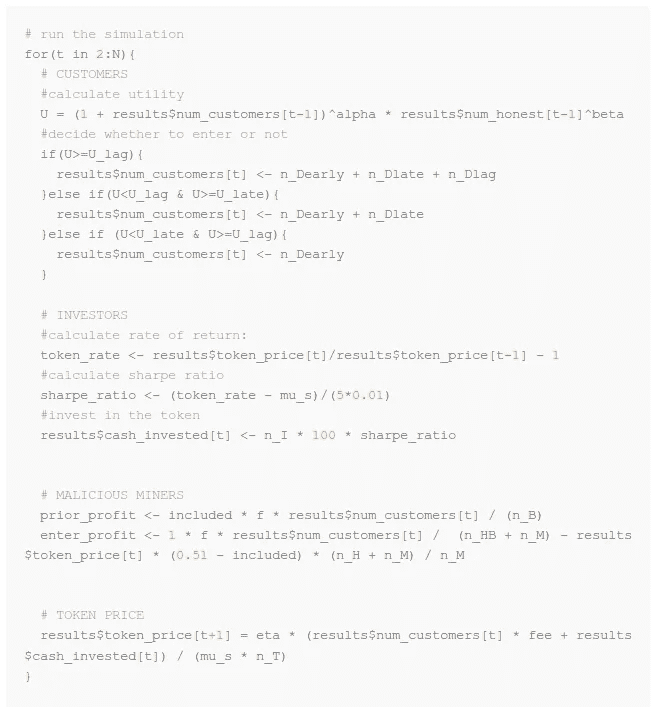 # run the simulation
for(t in 2:N){
  # CUSTOMERS
  #calculate utility
  U = (1 + results$num_customers[t-1])^alpha * results$num_honest[t-1]^beta
  #decide whether to enter or not
  if(U>=U_lag){
    results$num_customers[t] <- n_Dearly + n_Dlate + n_Dlag
  }else if(U<U_lag & U>=U_late){
    results$num_customers[t] <- n_Dearly + n_Dlate
  }else if (U<U_late & U>=U_lag){
    results$num_customers[t] <- n_Dearly
  }

  # INVESTORS
  #calculate rate of return:
  token_rate <- results$token_price[t]/results$token_price[t-1] - 1
  #calculate sharpe ratio
  sharpe_ratio <- (token_rate - mu_s)/(5*0.01)
  #invest in the token
  results$cash_invested[t] <- n_I * 100 * sharpe_ratio

  # MALICIOUS MINERS
  prior_profit <- included * f * results$num_customers[t] / (n_B)
  enter_profit <- 1 * f * results$num_customers[t] /  (n_HB + n_M) - results
$token_price[t] * (0.51 - included) * (n_H + n_M) / n_M

  # TOKEN PRICE
  results$token_price[t+1] = eta * (results$num_customers[t] * fee + results
$cash_invested[t]) / (mu_s * n_T)
}